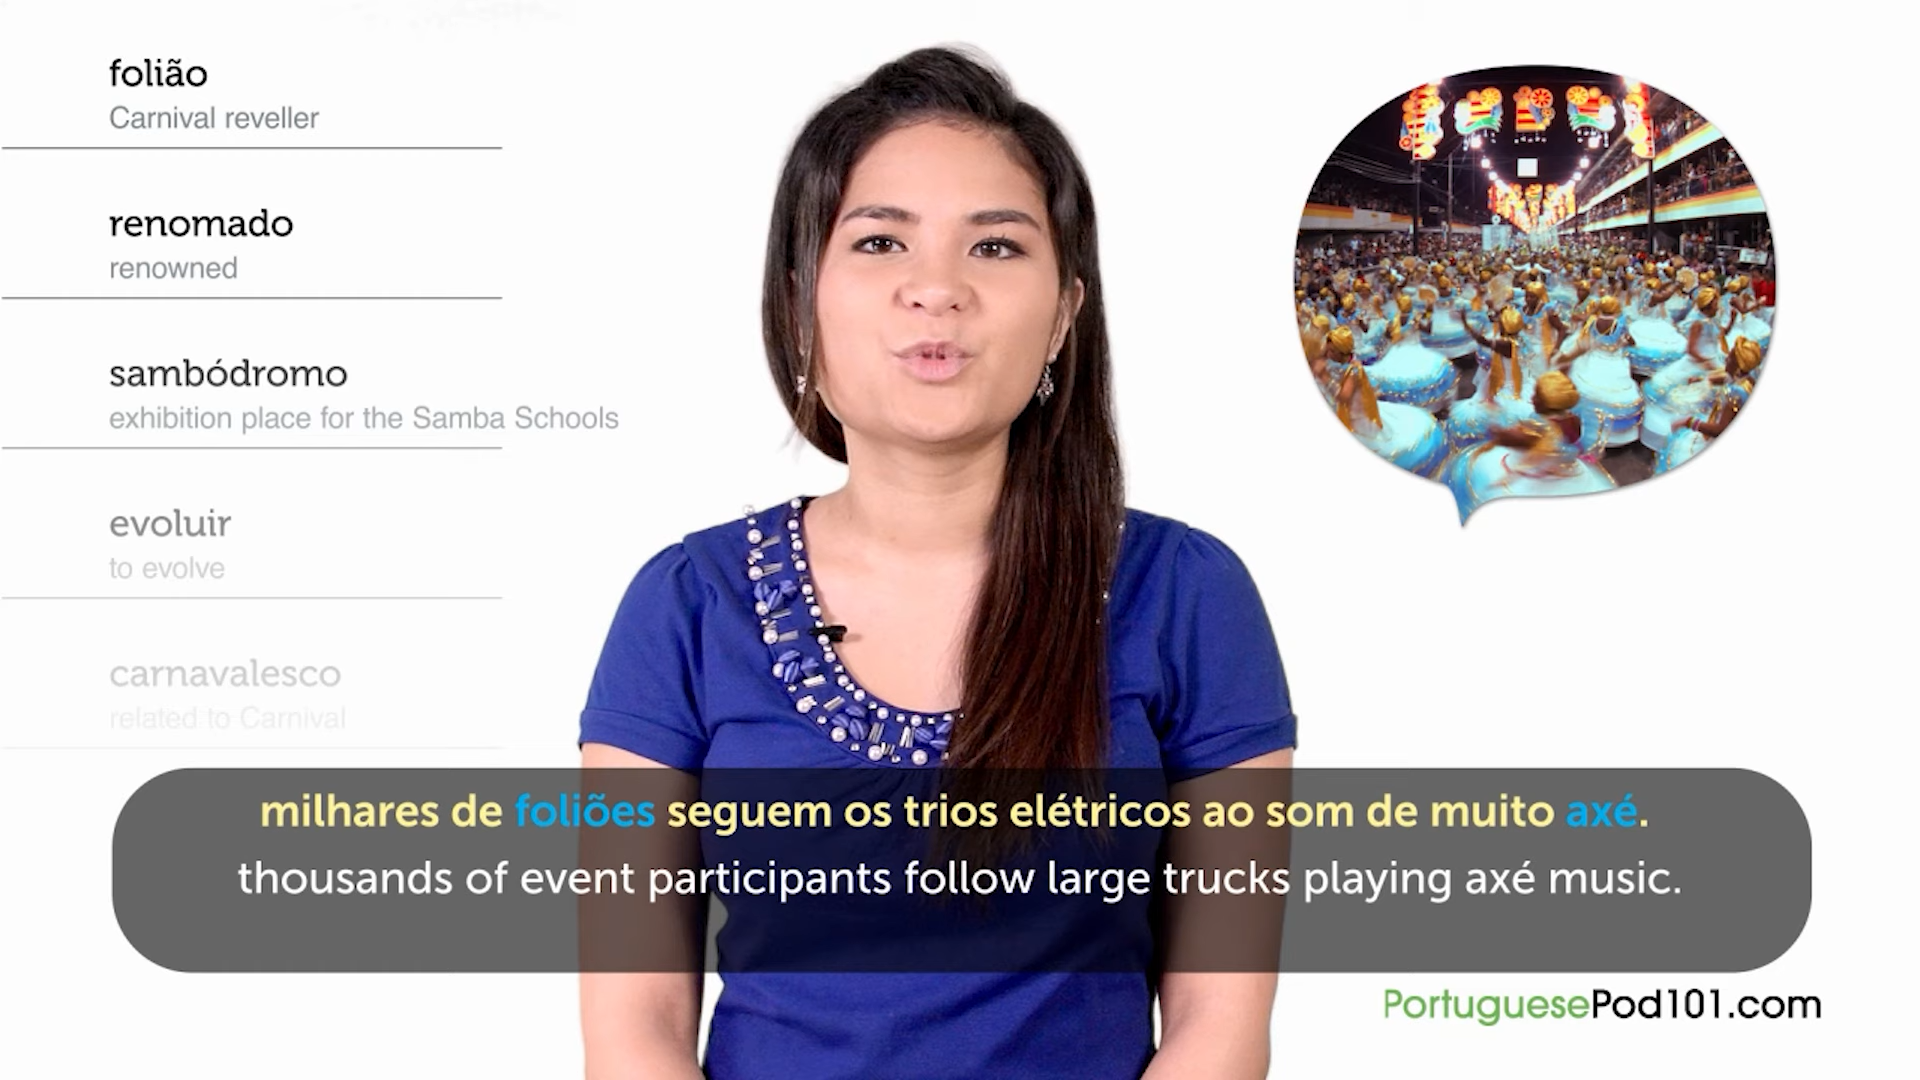 folião
Carnival reveller
renomado
renowned
sambódromo
exhibition place for the Samba Schools
evoluir
to evolve
carnavalesco
related to Carnival
milhares de foliões seguem os trios elétricos ao som de muito axé.
thousands of event participants follow large trucks playing axé music.
PortuguesePod101.com